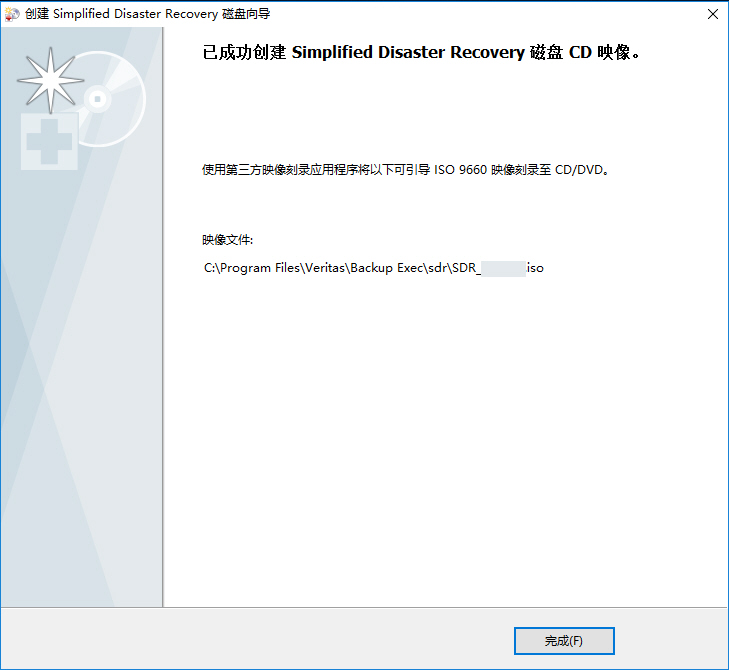 创建 Simplified Disaster Recovery 磁盘向导
已成功创建 Simplified Disaster Recovery 磁盘 CD 映像。
使用第三方映像刻录应用程序将以下可引导 ISO 9660 映像刻录至 CD/DVD。
映像文件:
C:\Program Files\Veritas\Backup Exec\sdr\SDR_ iso
完成(F)